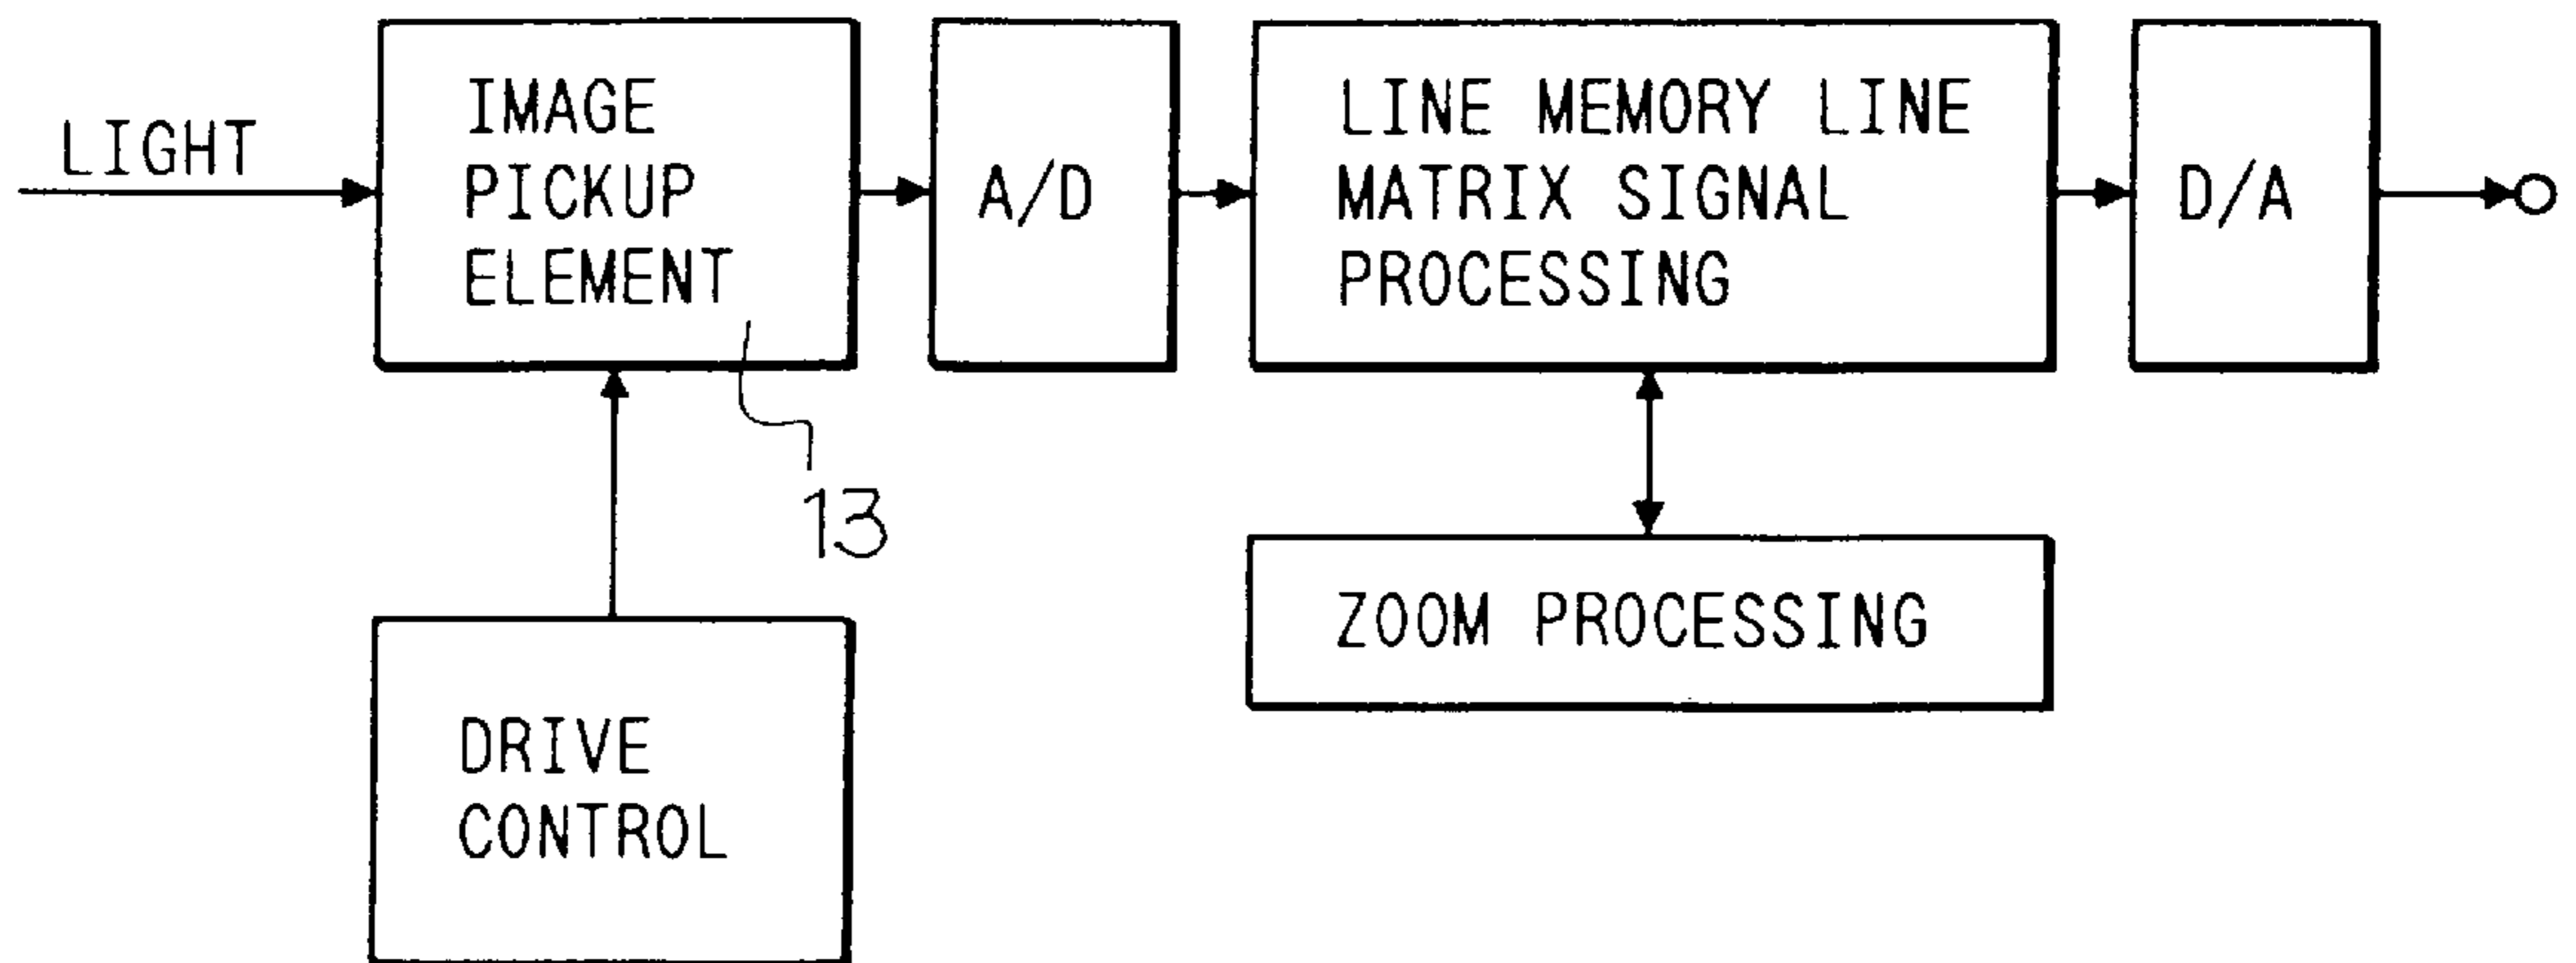 LIGHT
IMAGE
PICKUP
ELEMENT
A/D
LINE MEMORY LINE
MATRIX SIGNAL
PROCESSING
D/A
13
ZOOM PROCESSING
DRIVE
CONTROL